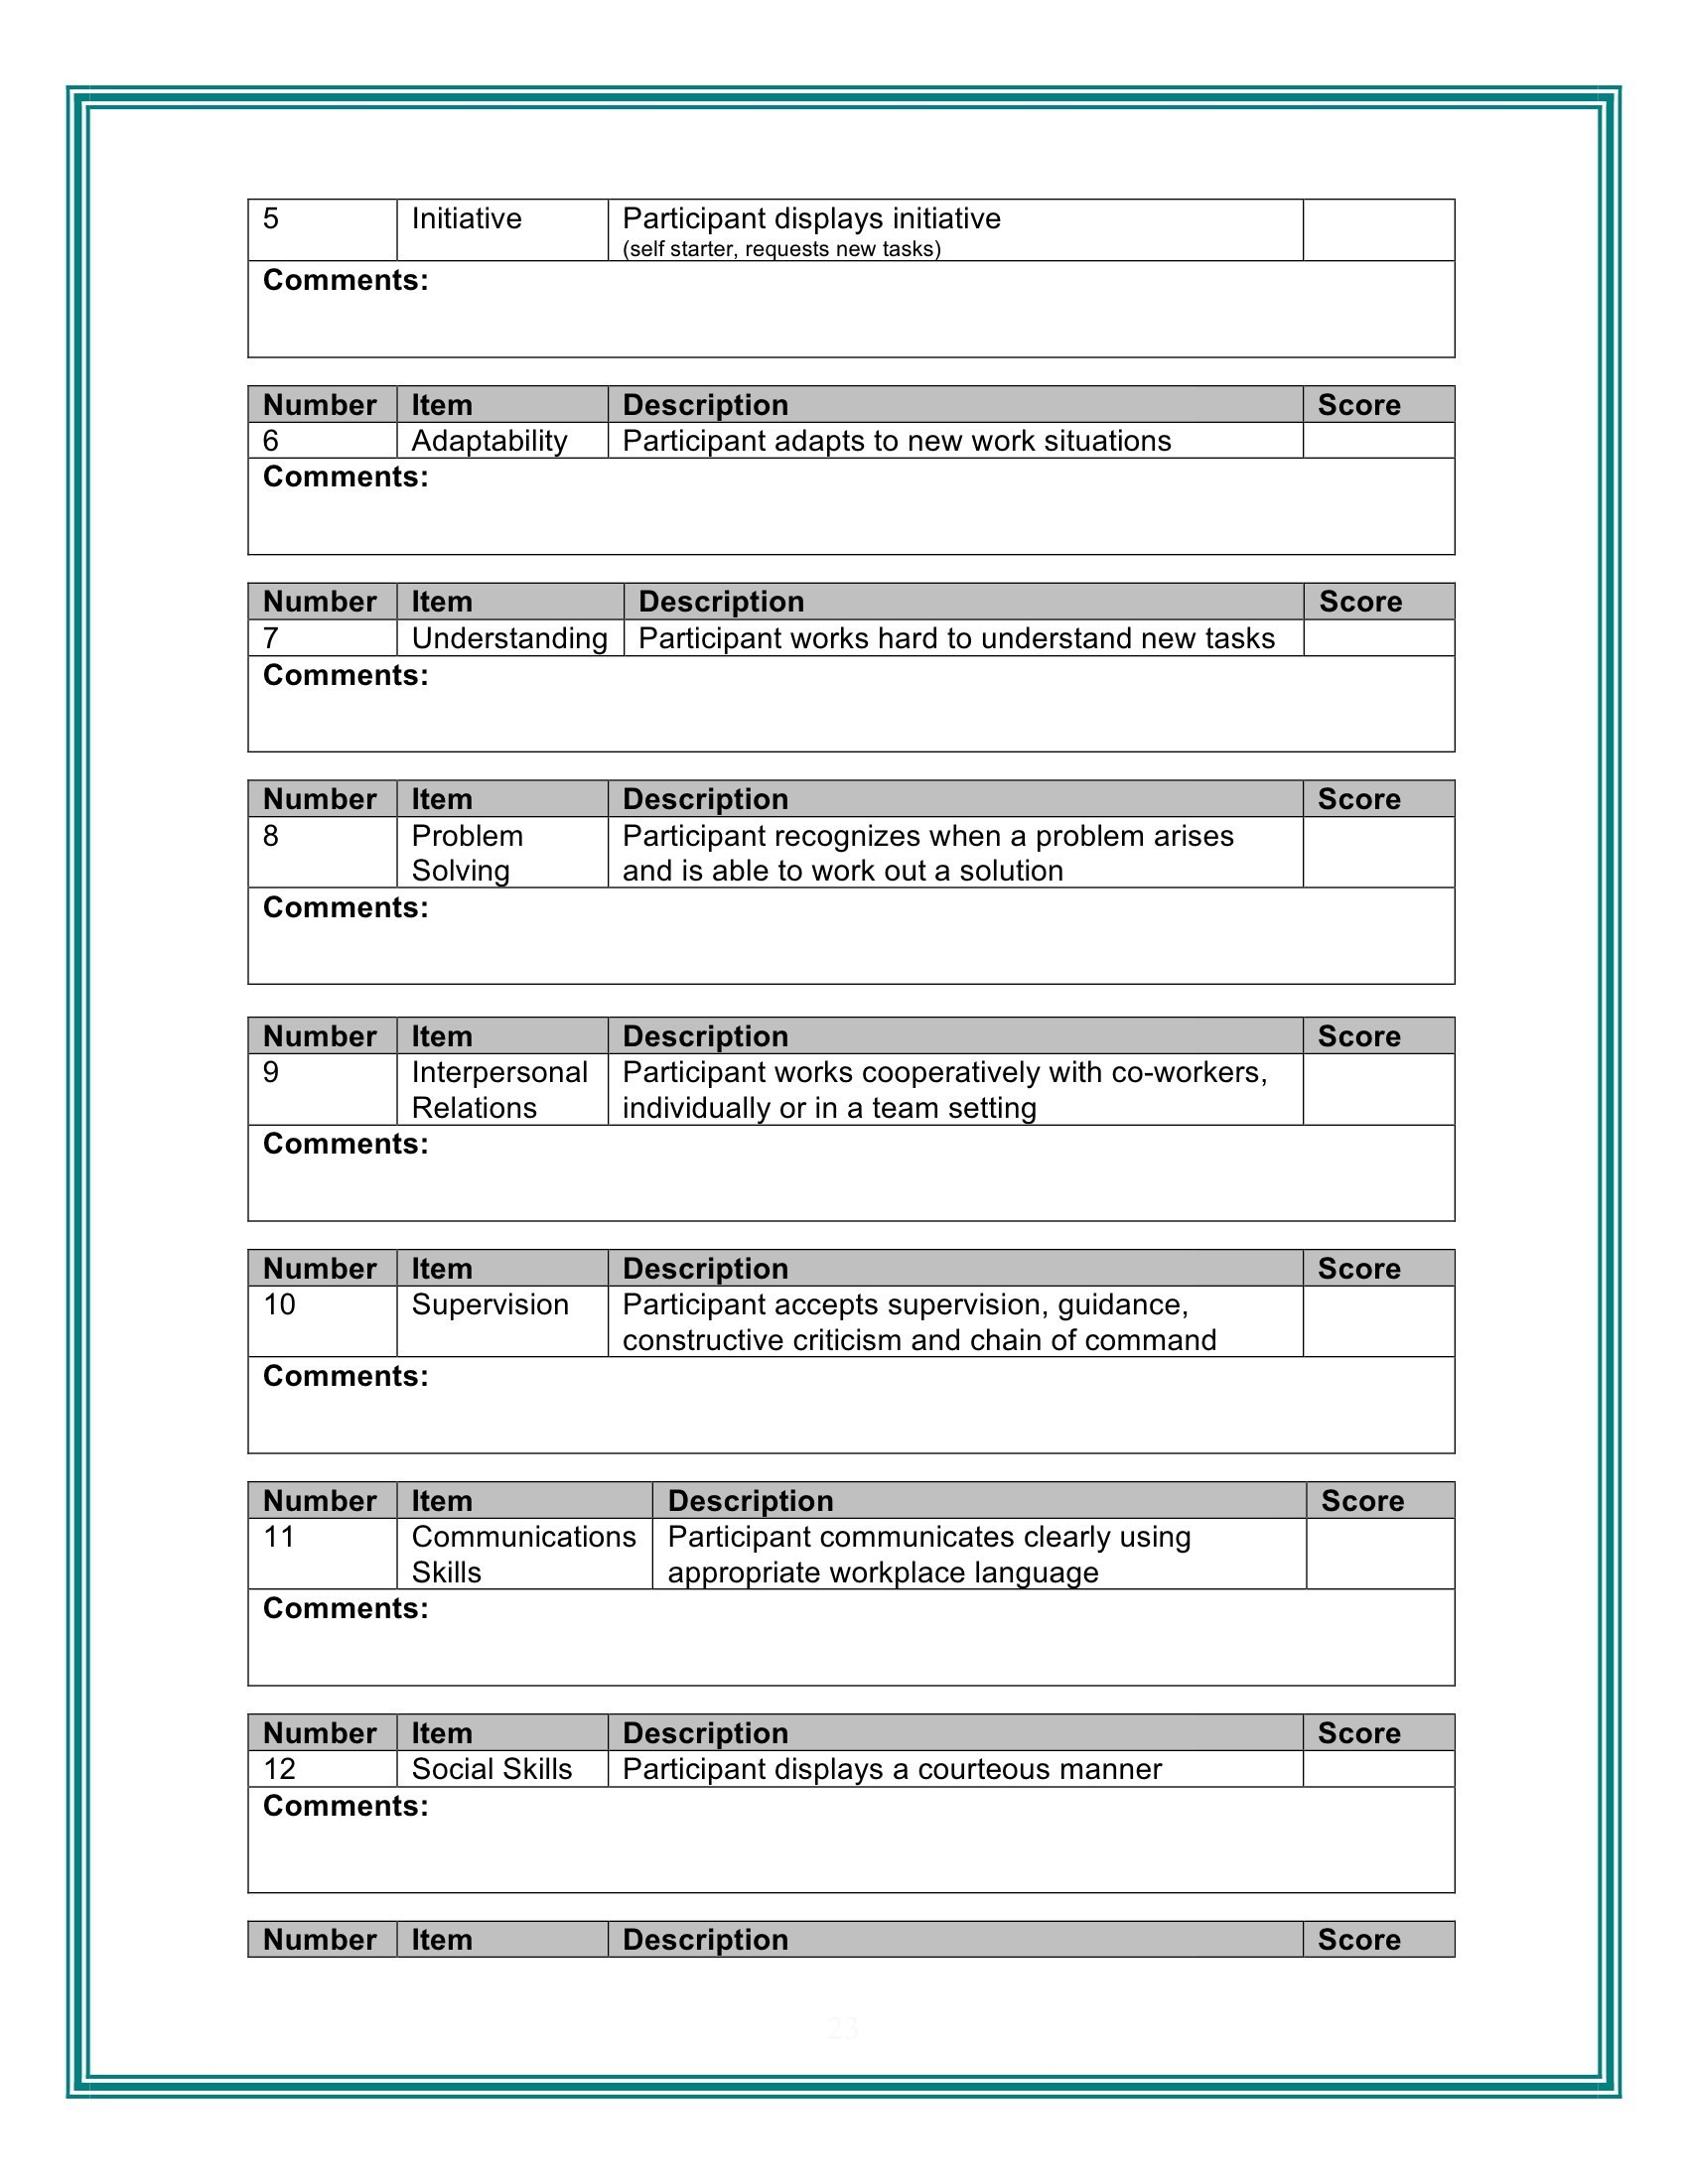 5 Initiative Participant displays initiative
(self starter, requests new tasks)
Comments:
Number Item Description Score
6 Adaptability Participant adapts to new work situations
Comments:
Number Item Description Score
7 Understanding Participant works hard to understand new tasks
Comments:
Number Item Description Score
8 Problem Participant recognizes when a problem arises
Solving and is able to work out a solution
Comments:
Number Item Description Score
9 Interpersonal Participant works cooperatively with co-workers,
Relations individually or in a team setting
Comments:
Number Item Description Score
10 Supervision Participant accepts supervision, guidance,
constructive criticism and chain of command
Comments:
Number Item Description Score
11 Communications Participant communicates clearly using
Skills appropriate workplace language
Comments:
Number Item Description Score
12 Social Skills Participant displays a courteous manner
Comments:
Number Item Description Score
23